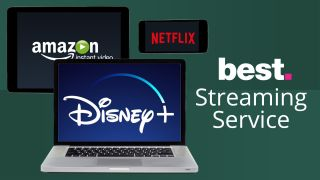 amazon
instant video
NETFLIX
DISNEY+
best.
Streaming
Service